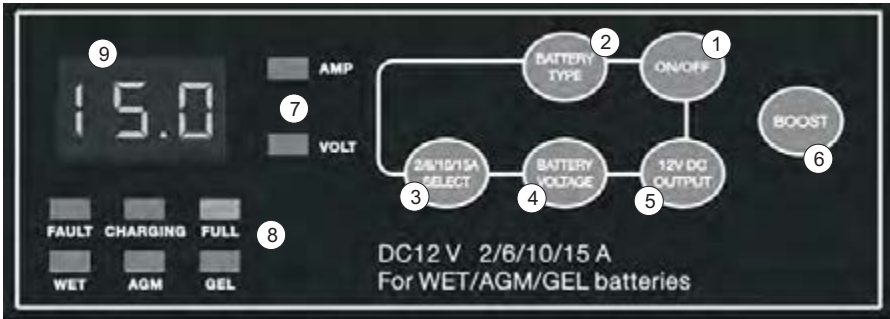 9
15.0
AMP
7
VOLT
2
BATTERY
TYPE
1
ON/OFF
BOOST
6
2/6/10/15A
SELECT
3
BATTERY
VOLTAGE
4
12V DC
OUTPUT
5
FAULT CHARGING FULL
8
WET AGM GEL
DC12 V 2/6/10/15 A
For WET/AGM/GEL batteries